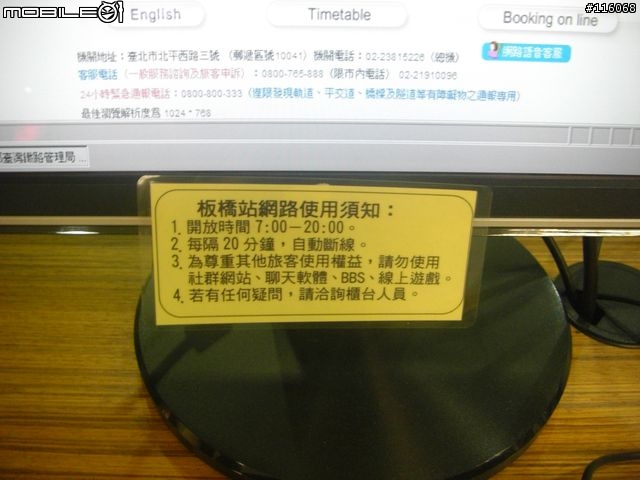 MOBILE01
#116068
English
Timetable
Booking on line
機關地址：臺北市北平西路三號 (郵遞區號10041) 機關電話：02-23815226 (總機)
網路語音客服
客服電話 (一般服務諮詢及旅客申訴)：0800-765-888 (限市內電話) 02-21910096
24小時緊急通報電話：0800-800-333 (僅限發現軌道、平交道、橋樑及隧道等有障礙物之通報專用)
最佳瀏覽解析度為 1024 * 768
臺灣鐵路管理局 ...
板橋站網路使用須知：
1. 開放時間 7:00－20:00。
2. 每隔 20 分鐘，自動斷線。
3. 為尊重其他旅客使用權益，請勿使用
社群網站、聊天軟體、BBS、線上遊戲。
4. 若有任何疑問，請洽詢櫃台人員。